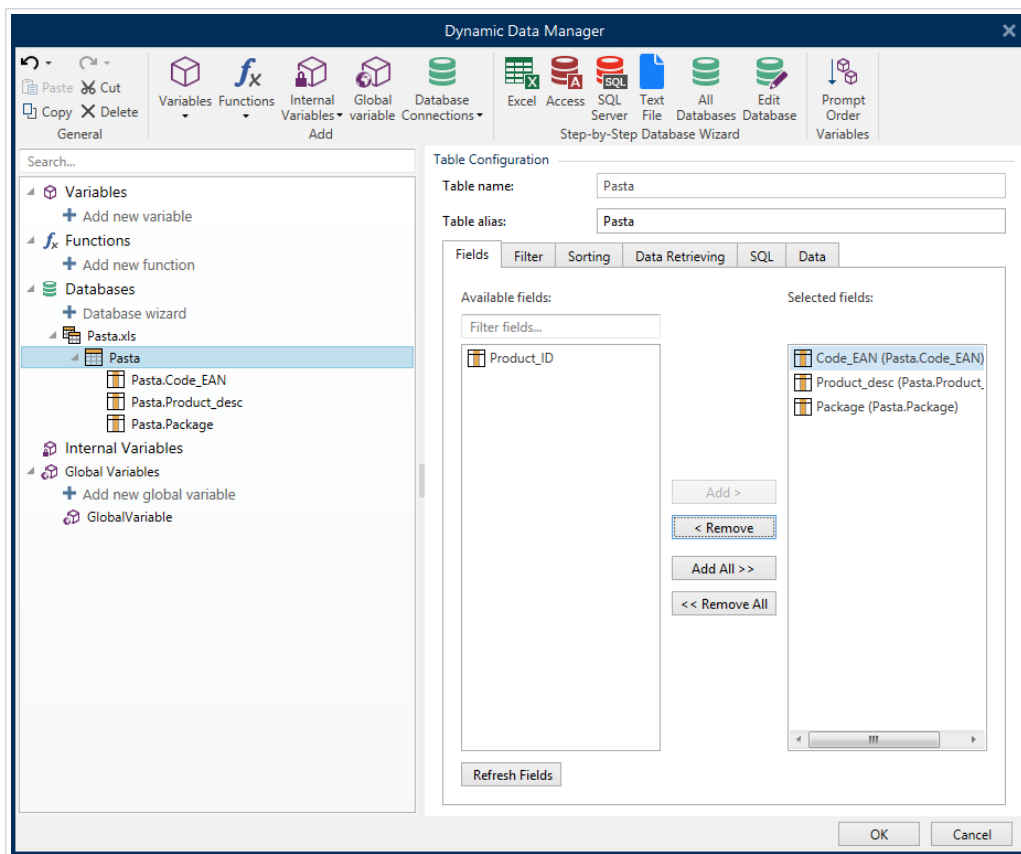 Dynamic Data Manager
Paste Cut
Copy Delete
General
Variables Functions Internal Variables Global variable Database Connections
Add
Excel Access SQL Server Text File All Databases Edit Database
Step-by-Step Database Wizard
Prompt Order
Variables
Search...
Variables
Add new variable
Functions
Add new function
Databases
Database wizard
Pasta.xls
Pasta
Pasta.Code_EAN
Pasta.Product_desc
Pasta.Package
Internal Variables
Global Variables
Add new global variable
GlobalVariable
Table Configuration
Table name: Pasta
Table alias: Pasta
Fields Filter Sorting Data Retrieving SQL Data
Available fields:
Filter fields...
Product_ID
Add >
< Remove
Add All >>
<< Remove All
Selected fields:
Code_EAN (Pasta.Code_EAN)
Product_desc (Pasta.Product_
Package (Pasta.Package)
Refresh Fields
OK Cancel